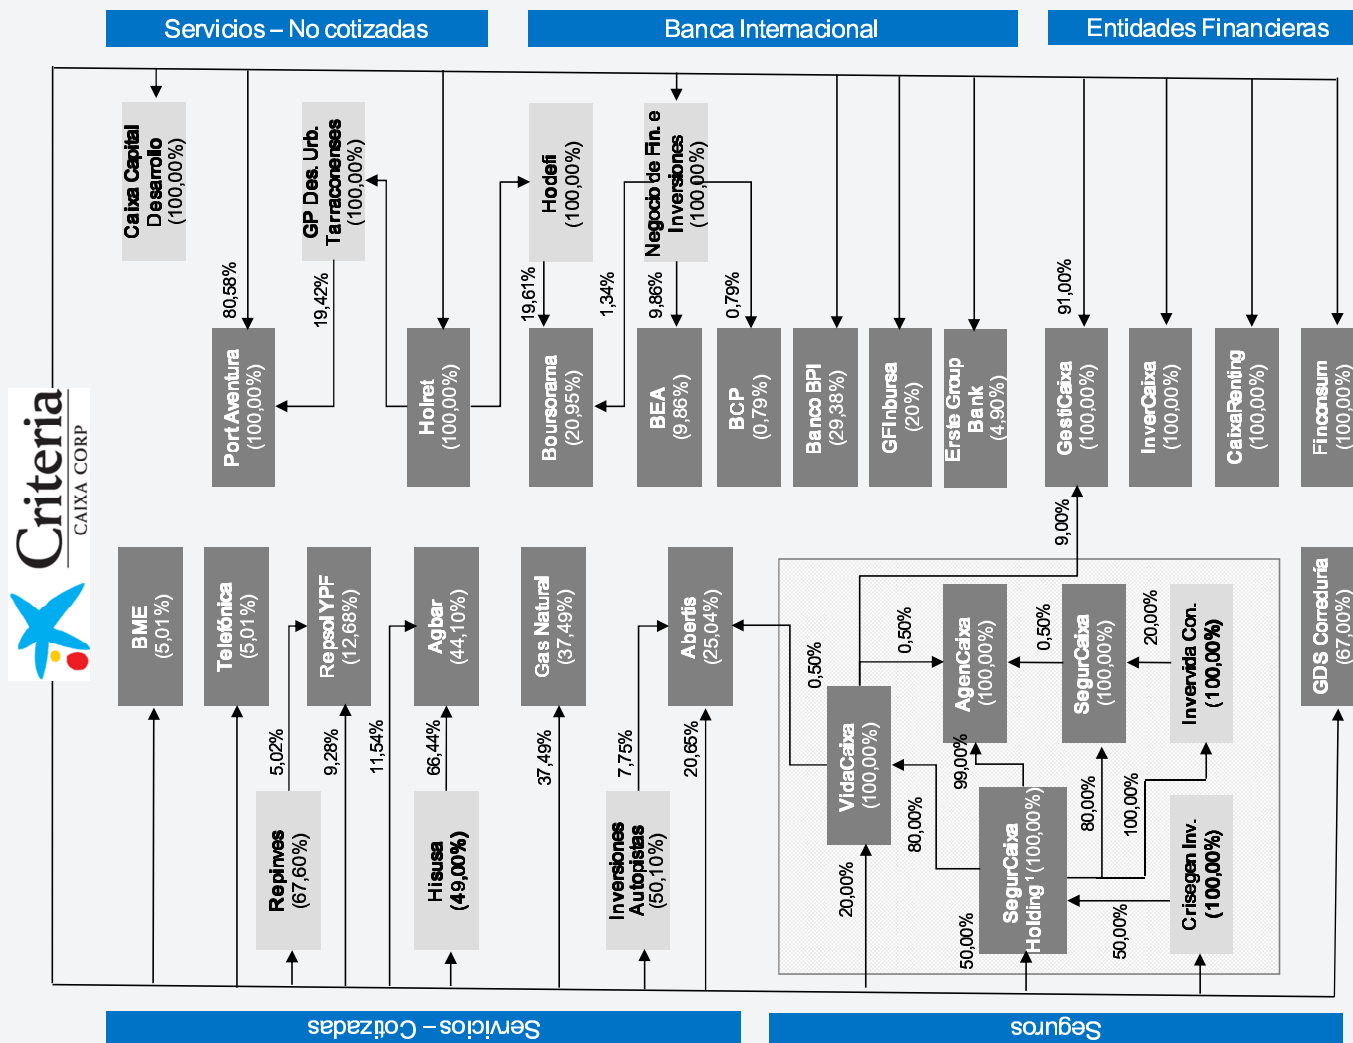 Servicios – No cotizadas
Banca Internacional
Entidades Financieras
Criteria
CAIXA CORP
Caixa Capital
Desarrollo
(100,00%)
GP Des. Urb.
Tarraconenses
(100,00%)
Hodefi
(100,00%)
Negocio de Fin. e
Inversiones
(100,00%)
80,58%
19,42%
19,61%
1,34%
9,86%
0,79%
91,00%
Port Aventura
(100,00%)
Holret
(100,00%)
Boursorama
(20,95%)
BEA
(9,86%)
BCP
(0,79%)
Banco BPI
(29,38%)
GFInbursa
(20%)
Erste Group
Bank
(4,90%)
GestiCaixa
(100,00%)
InverCaixa
(100,00%)
CaixaRenting
(100,00%)
Finconsum
(100,00%)
9,00%
BME
(5,01%)
Telefónica
(5,01%)
Repsol YPF
(12,68%)
Agbar
(44,10%)
Gas Natural
(37,49%)
Abertis
(25,04%)
5,02%
9,28%
11,54%
66,44%
37,49%
7,75%
20,65%
Repinves
(67,60%)
Hisusa
(49,00%)
Inversiones
Autopistas
(50,10%)
0,50%
0,50%
0,50%
20,00%
VidaCaixa
(100,00%)
AgenCaixa
(100,00%)
SegurCaixa
(100,00%)
Invervida Con.
(100,00%)
GDS Correduría
(67,00%)
99,00%
80,00%
80,00%
100,00%
20,00%
SegurCaixa
Holding ¹ (100,00%)
Crisegen Inv.
(100,00%)
50,00%
50,00%
Servicios – Cotizadas
Seguros